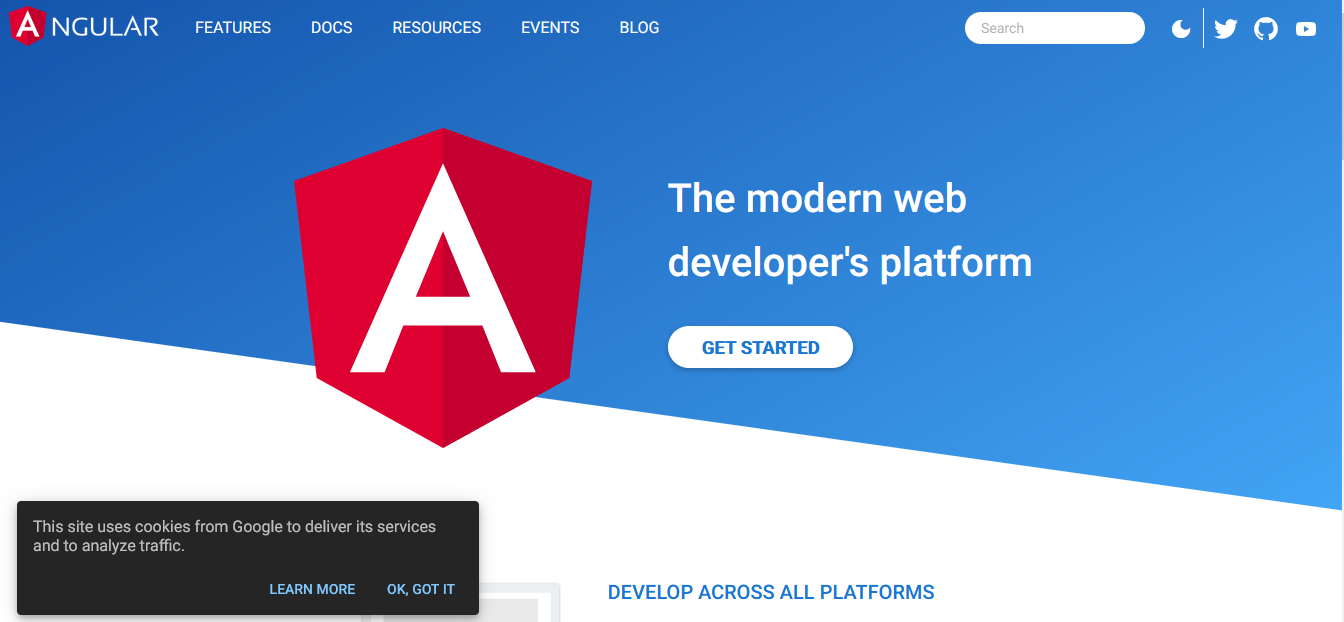 ANGULAR
FEATURES
DOCS
RESOURCES
EVENTS
BLOG
Search
A
The modern web
developer's platform
GET STARTED
This site uses cookies from Google to deliver its services
and to analyze traffic.
LEARN MORE
OK, GOT IT
DEVELOP ACROSS ALL PLATFORMS